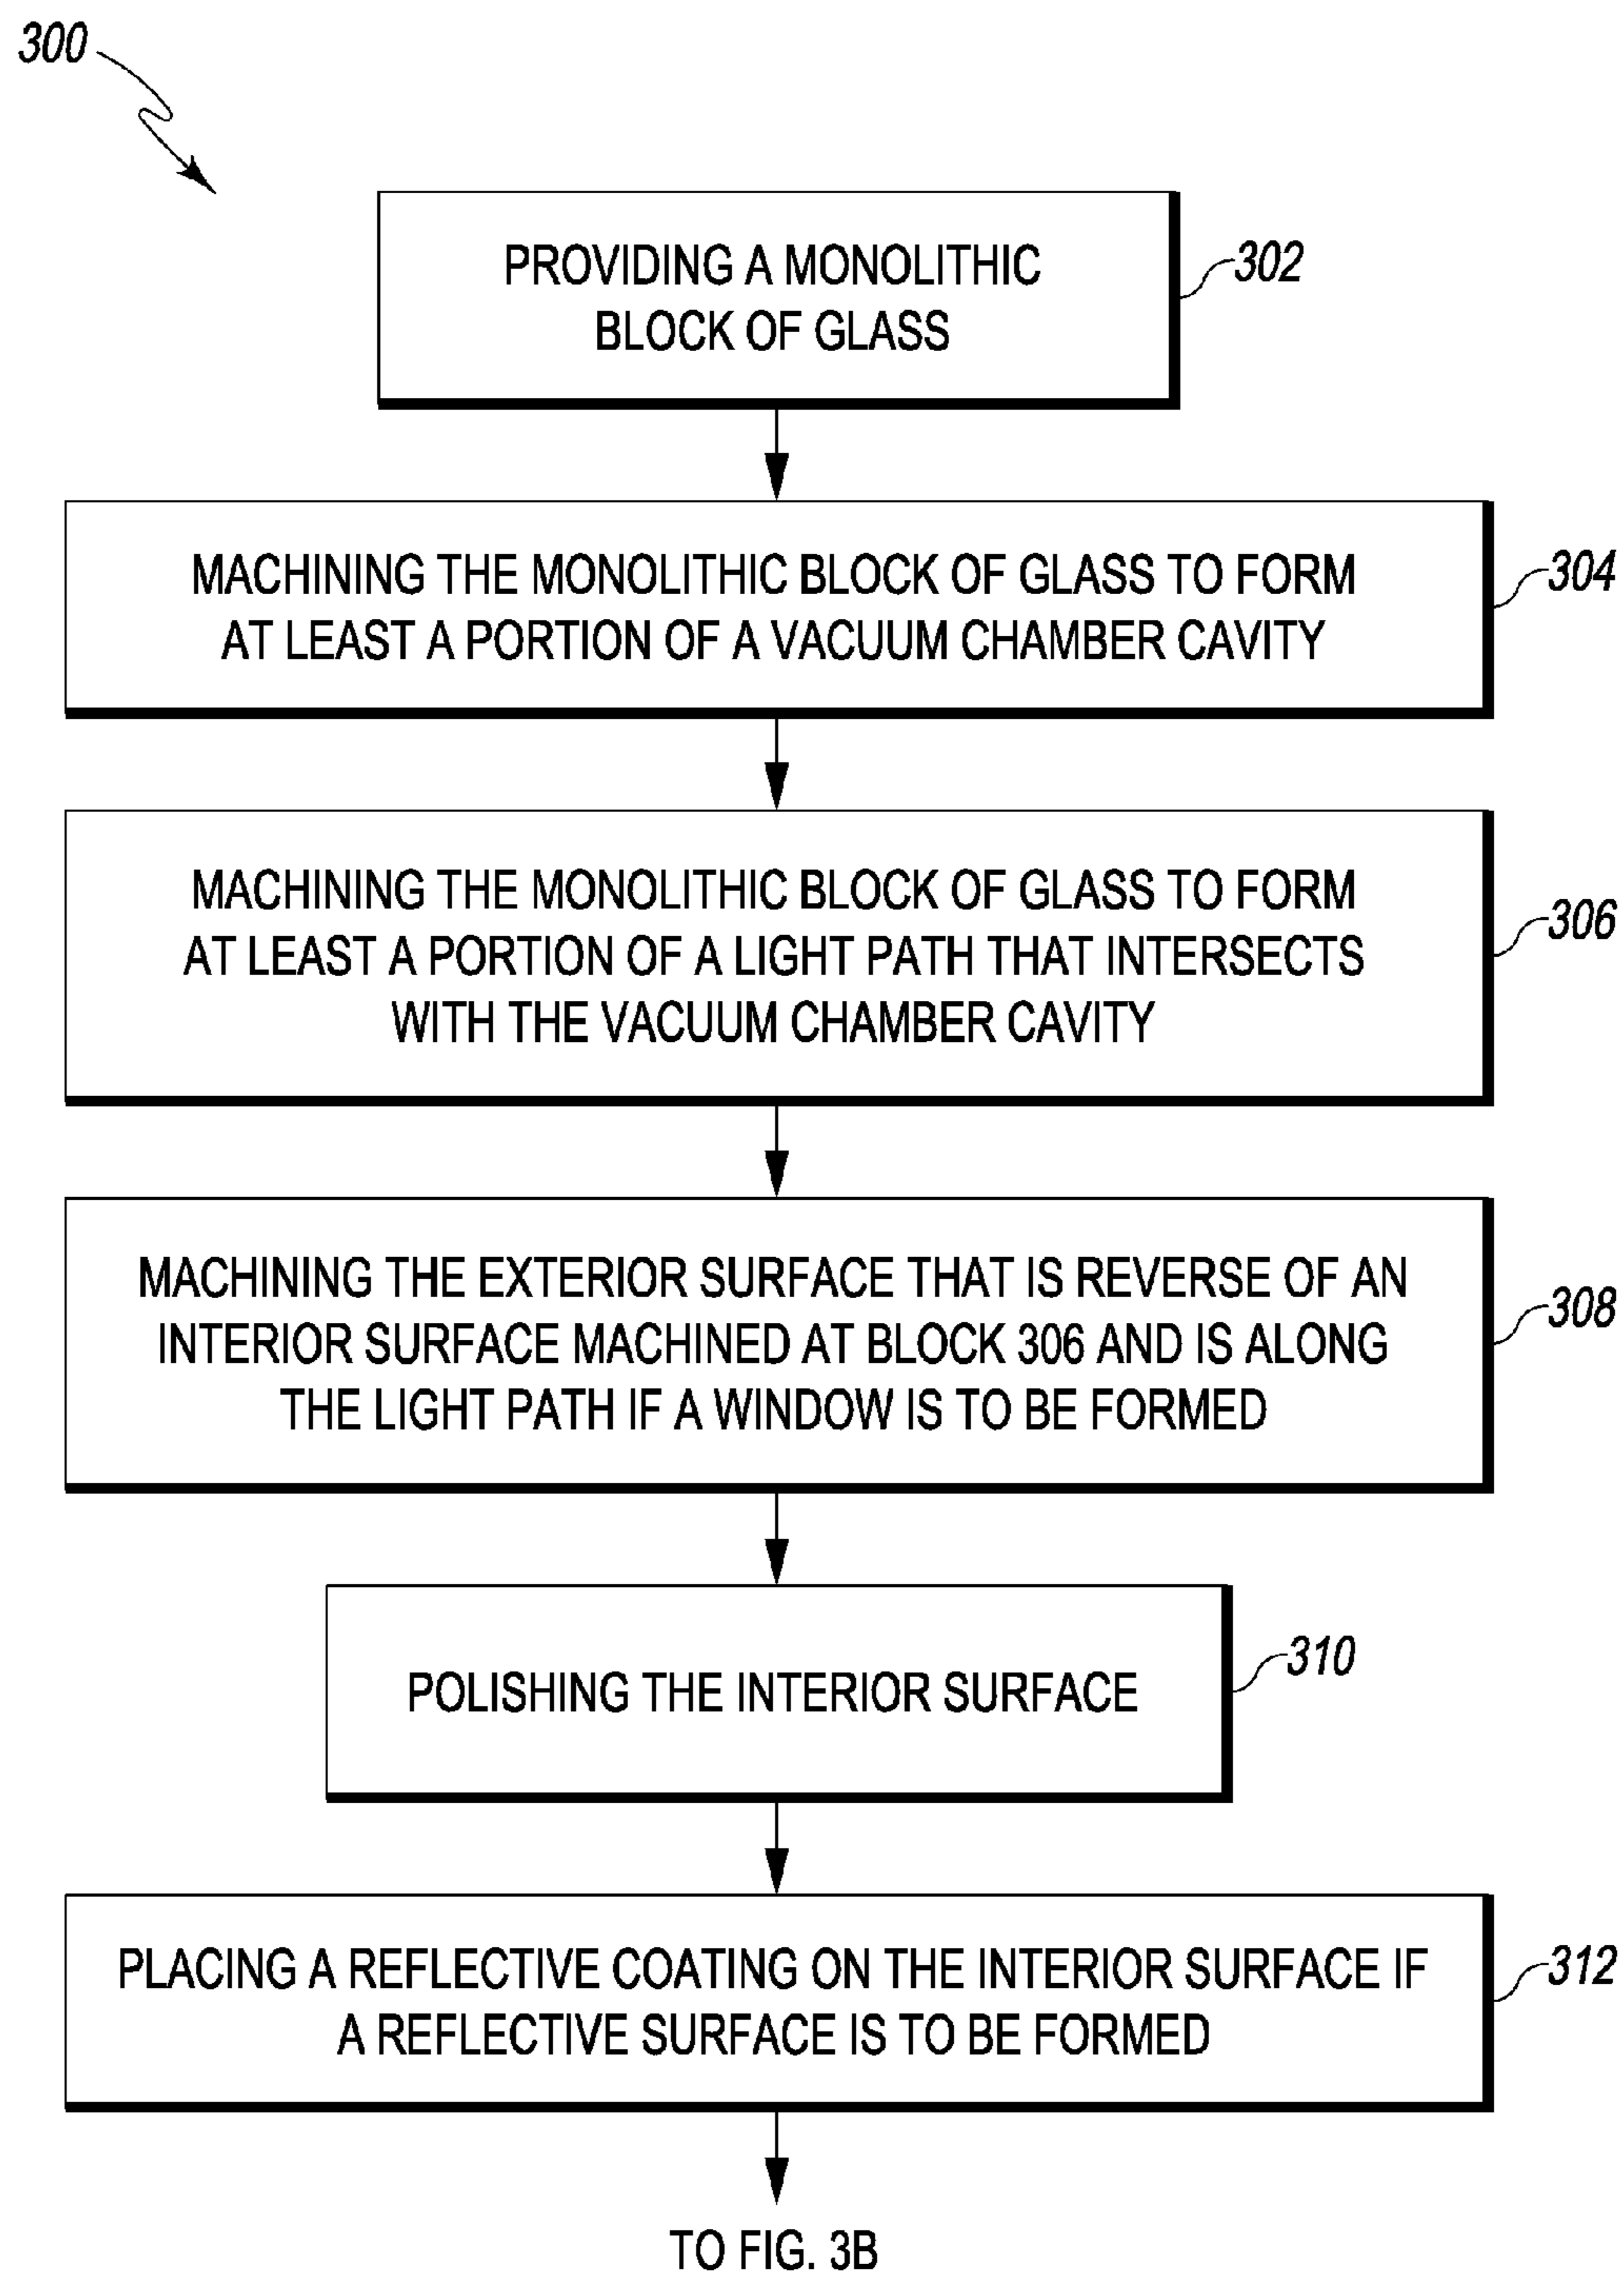 300
PROVIDING A MONOLITHIC
BLOCK OF GLASS
302
MACHINING THE MONOLITHIC BLOCK OF GLASS TO FORM
AT LEAST A PORTION OF A VACUUM CHAMBER CAVITY
304
MACHINING THE MONOLITHIC BLOCK OF GLASS TO FORM
AT LEAST A PORTION OF A LIGHT PATH THAT INTERSECTS
WITH THE VACUUM CHAMBER CAVITY
306
MACHINING THE EXTERIOR SURFACE THAT IS REVERSE OF AN
INTERIOR SURFACE MACHINED AT BLOCK 306 AND IS ALONG
THE LIGHT PATH IF A WINDOW IS TO BE FORMED
308
POLISHING THE INTERIOR SURFACE
310
PLACING A REFLECTIVE COATING ON THE INTERIOR SURFACE IF
A REFLECTIVE SURFACE IS TO BE FORMED
312
TO FIG. 3B